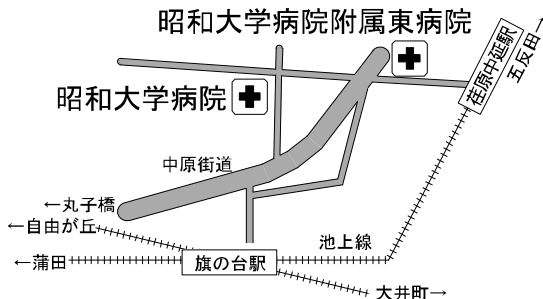 昭和大学病院附属東病院
五反田→
荏原中延駅
昭和大学病院
中原街道
←丸子橋
←自由が丘
池上線
←蒲田
旗の台駅
大井町→